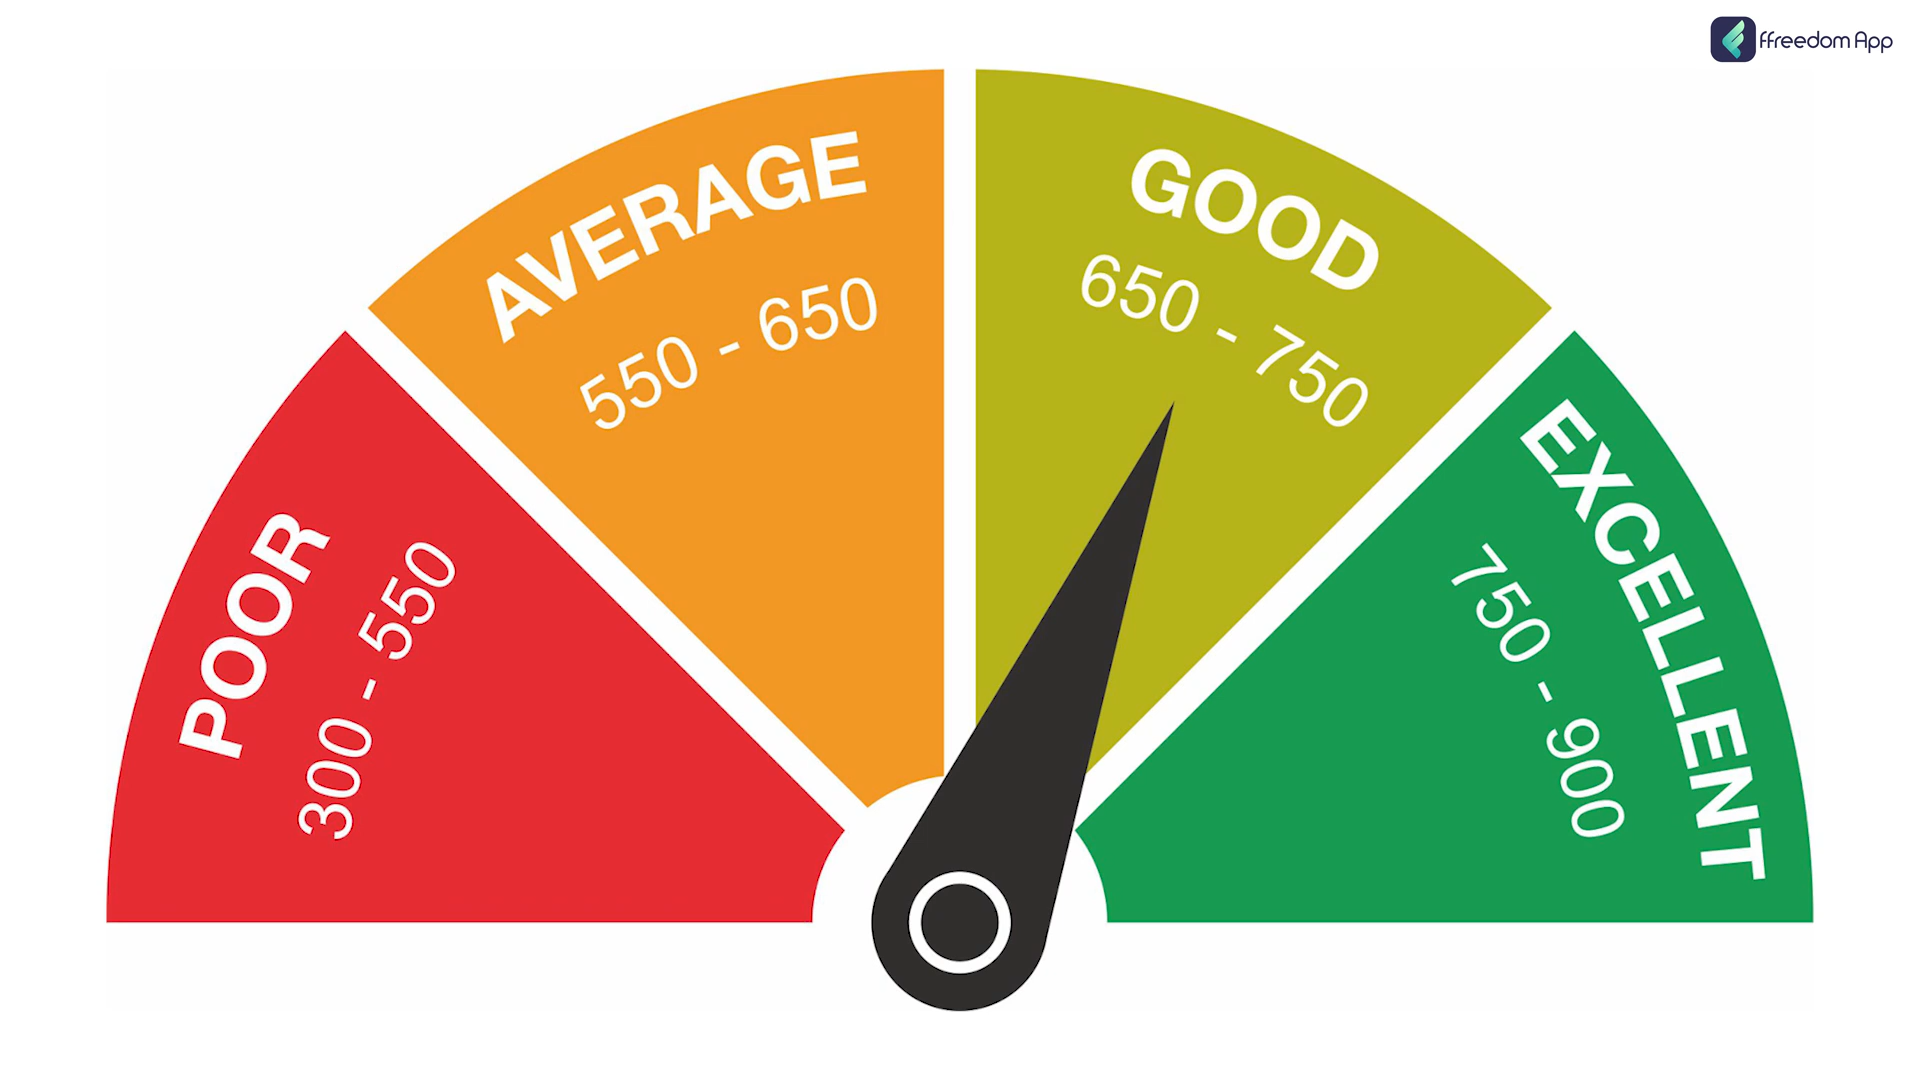 ffreedom App
POOR
300 - 550
AVERAGE
550 - 650
GOOD
650 - 750
EXCELLENT
750 - 900